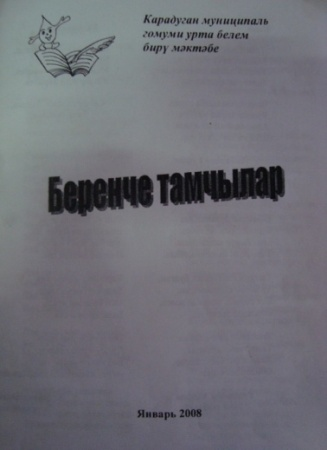 Карадуган муниципаль
гомуми урта белем
бирү мәктәбе
Беренче тамчылар
Январь 2008